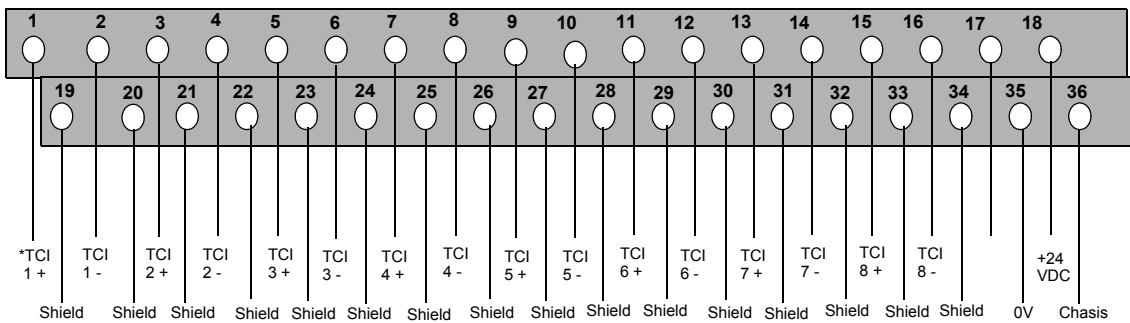 1 2 3 4 5 6 7 8 9 10 11 12 13 14 15 16 17 18
19 20 21 22 23 24 25 26 27 28 29 30 31 32 33 34 35 36
*TCI TCI TCI TCI TCI TCI TCI TCI TCI TCI TCI TCI TCI TCI TCI TCI +24
1 + 1 - 2 + 2 - 3 + 3 - 4 + 4 - 5 + 5 - 6 + 6 - 7 + 7 - 8 + 8 - VDC
Shield Shield Shield Shield Shield Shield Shield Shield Shield Shield Shield Shield Shield Shield Shield Shield 0V Chasis